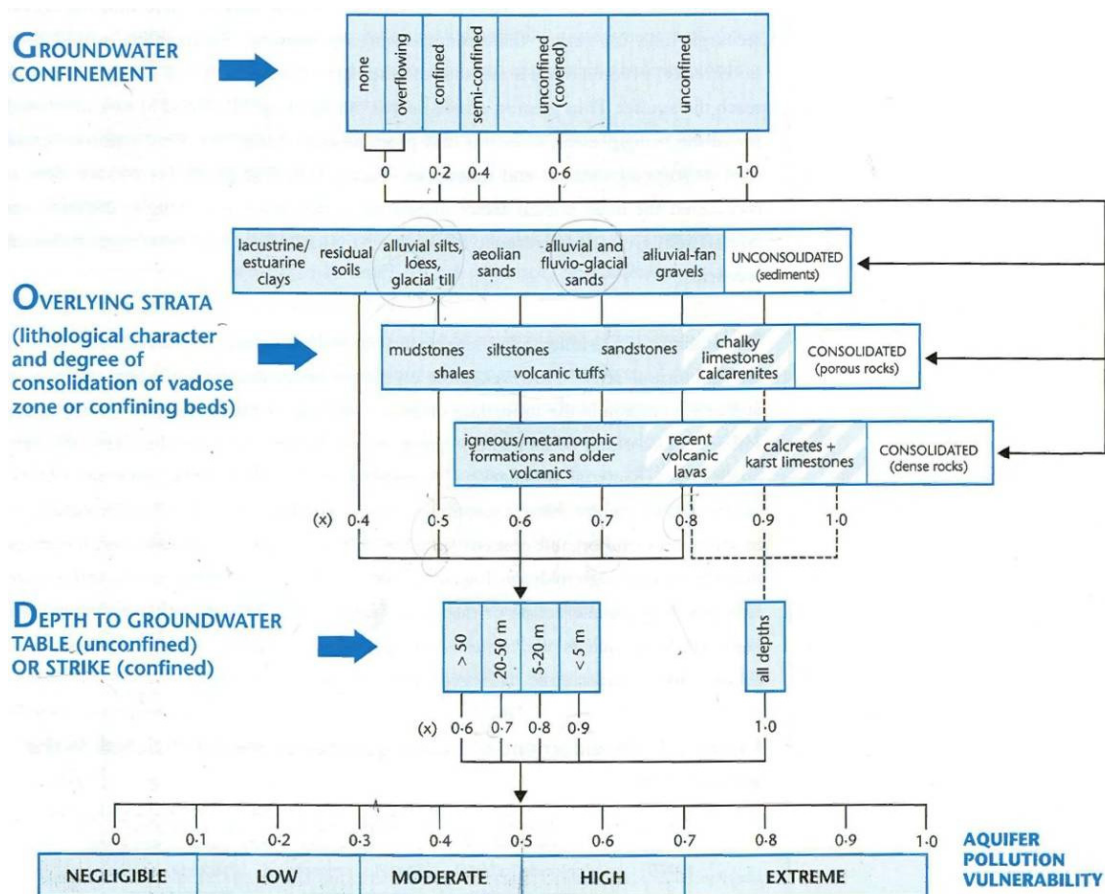 GROUNDWATER
CONFINEMENT
none
overflowing
confined
semi-confined
unconfined
(covered)
unconfined
0
0·2
0·4
0·6
1·0
lacustrine/
estuarine
clays
residual
soils
alluvial silts,
loess,
glacial till
aeolian
sands
alluvial and
fluvio-glacial
sands
alluvial-fan
gravels
UNCONSOLIDATED
(sediments)
OVERLYING STRATA
(lithological character
and degree of
consolidation of vadose
zone or confining beds)
mudstones
shales
siltstones
volcanic tuffs
sandstones
chalky
limestones
calcarenites
CONSOLIDATED
(porous rocks)
igneous/metamorphic
formations and older
volcanics
recent
volcanic
lavas
calcretes +
karst limestones
CONSOLIDATED
(dense rocks)
(x) 0·4 0·5 0·6 0·7 0·8 0·9 1·0
DEPTH TO GROUNDWATER
TABLE (unconfined)
OR STRIKE (confined)
> 50
20-50 m
5-20 m
< 5 m
all depths
(x) 0·6 0·7 0·8 0·9 1·0
0 0·1 0·2 0·3 0·4 0·5 0·6 0·7 0·8 0·9 1·0
NEGLIGIBLE LOW MODERATE HIGH EXTREME
AQUIFER
POLLUTION
VULNERABILITY